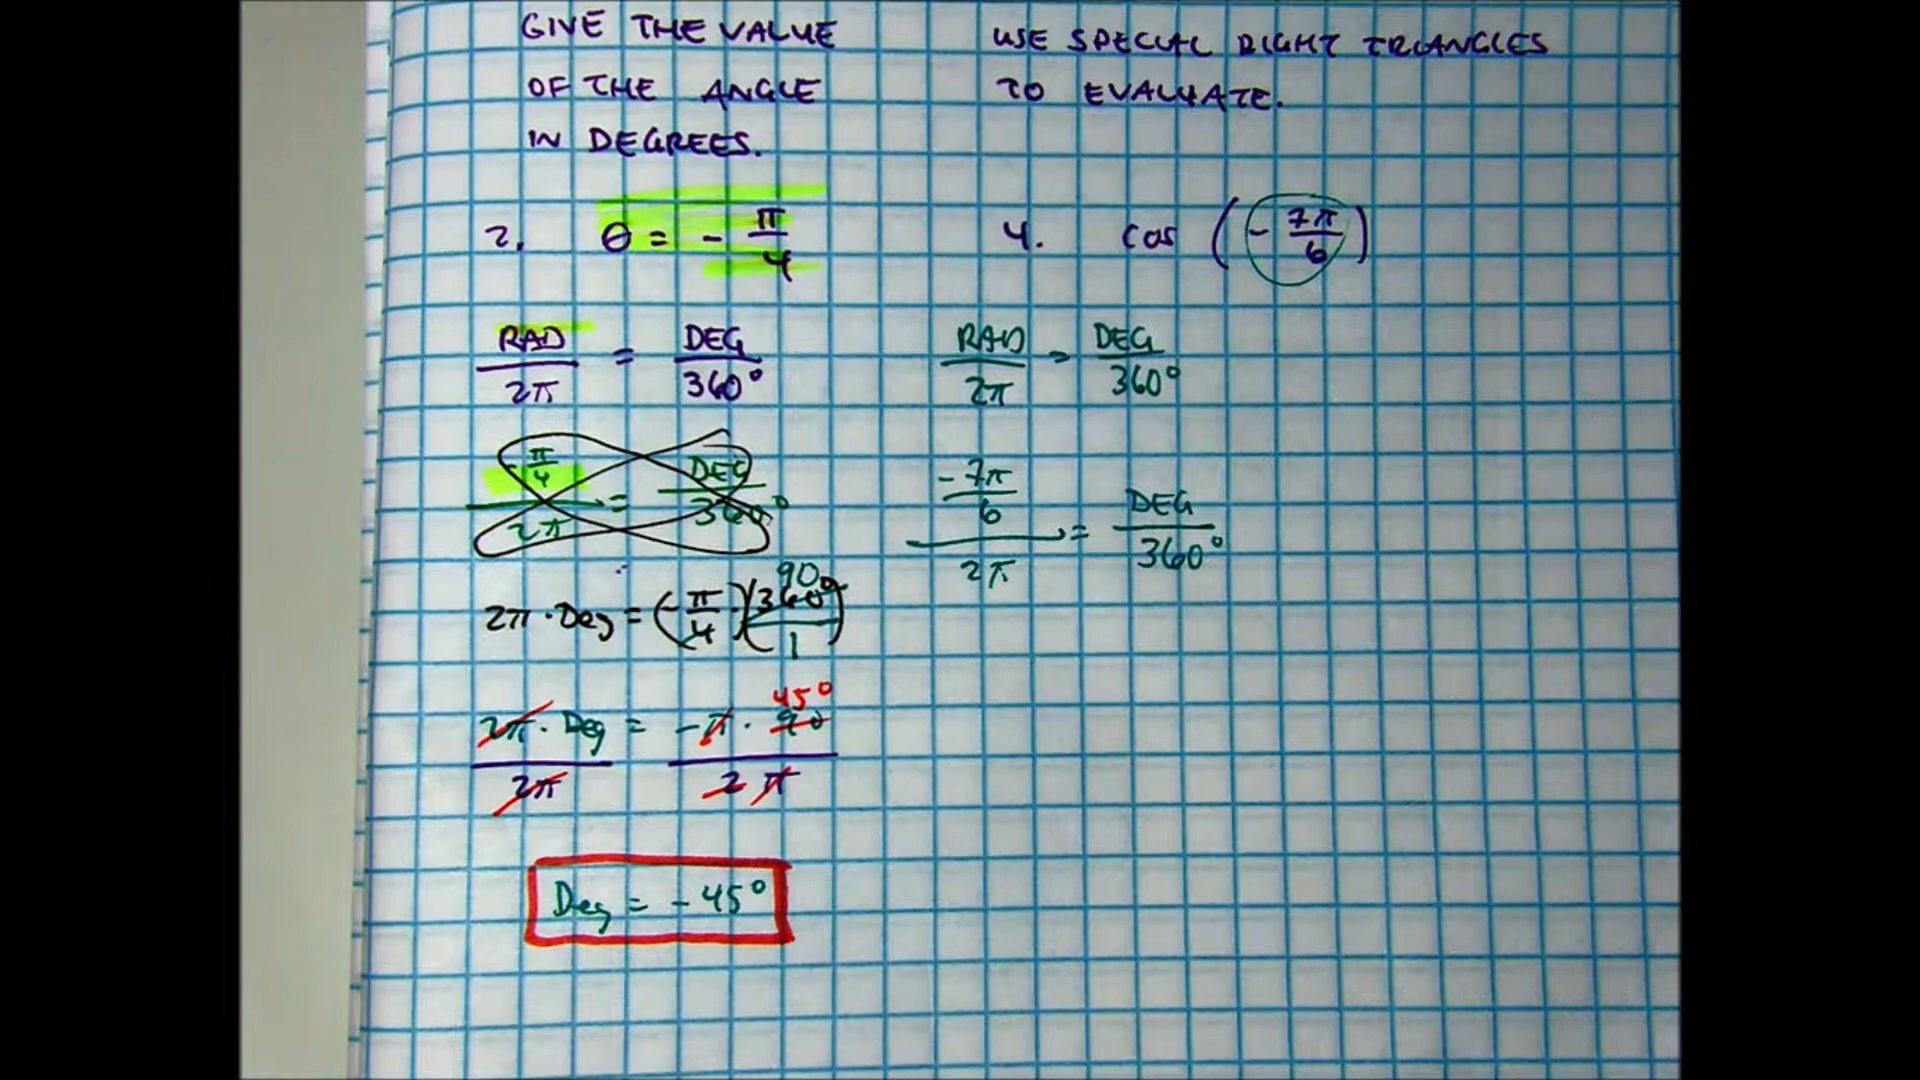 GIVE THE VALUE
OF THE ANGLE
IN DEGREES.
2. θ = - π/4
RAD/2π = DEG/360°
(-π/4)/2π = DEG/360°
2π · Deg = (-π/4)(360°/1) 90
2π · Deg/2π = -π · 90/2π 45°
Deg = -45°
USE SPECIAL RIGHT TRIANGLES
TO EVALUATE.
4. cos (-7π/6)
RAD/2π = DEG/360°
(-7π/6)/2π = DEG/360°